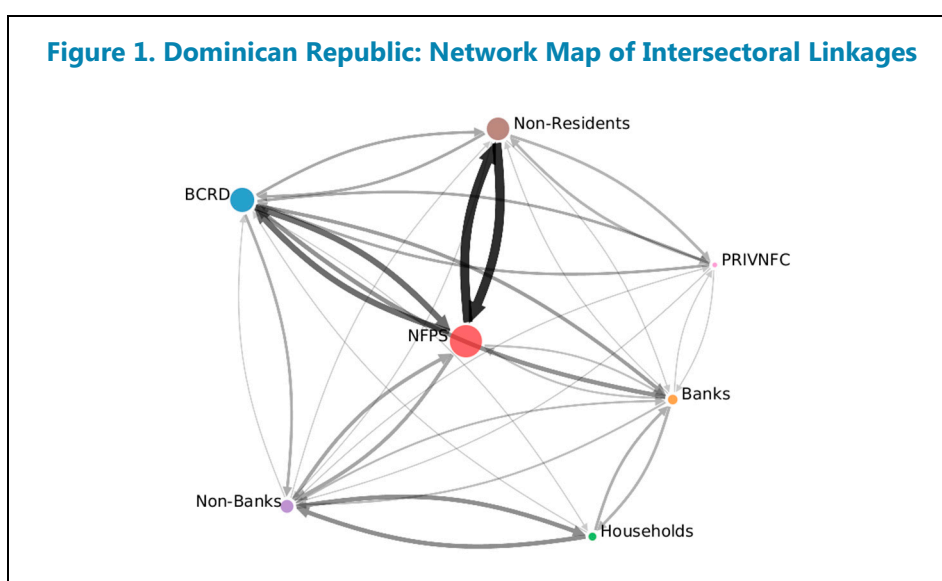 Figure 1. Dominican Republic: Network Map of Intersectoral Linkages
Non-Residents
BCRD
PRIVNFC
NFPS
Banks
Non-Banks
Households